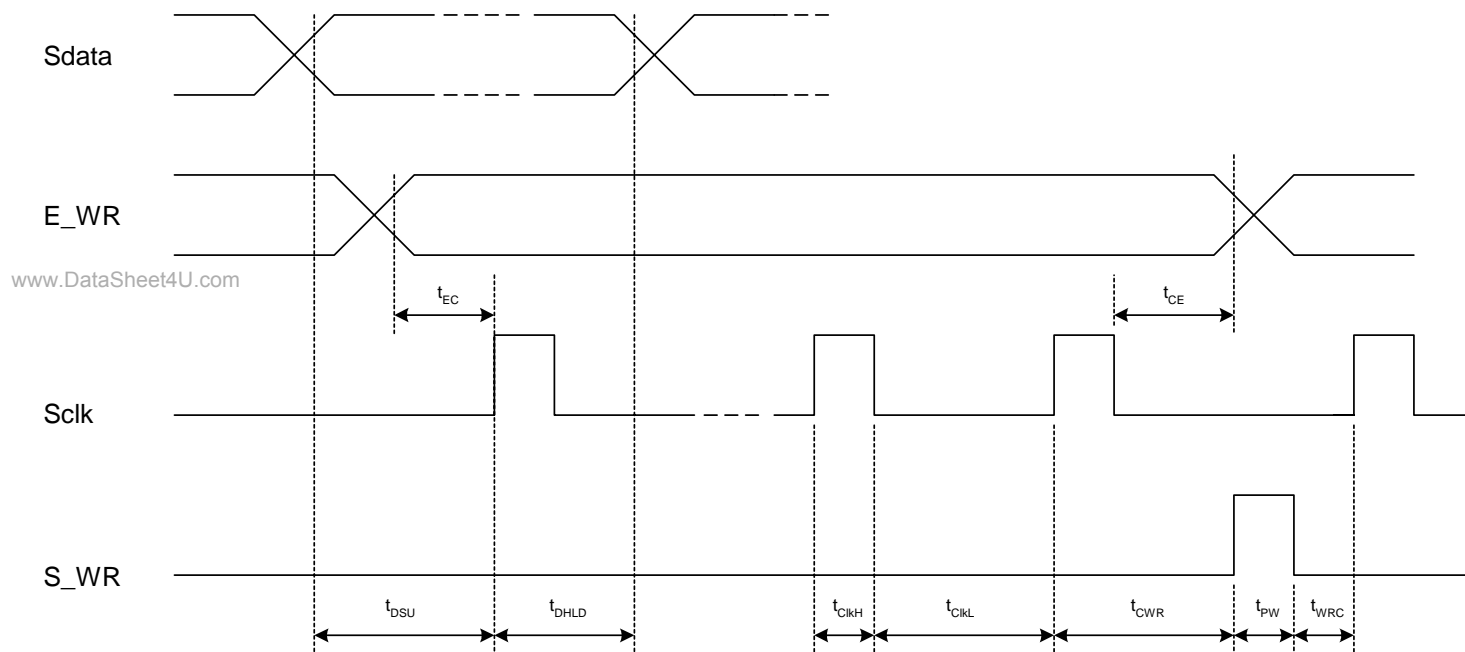 Sdata
E_WR
www.DataSheet4U.com
tEC
tCE
Sclk
S_WR
tDSU
tDHLD
tClkH
tClkL
tCWR
tPW
tWRC